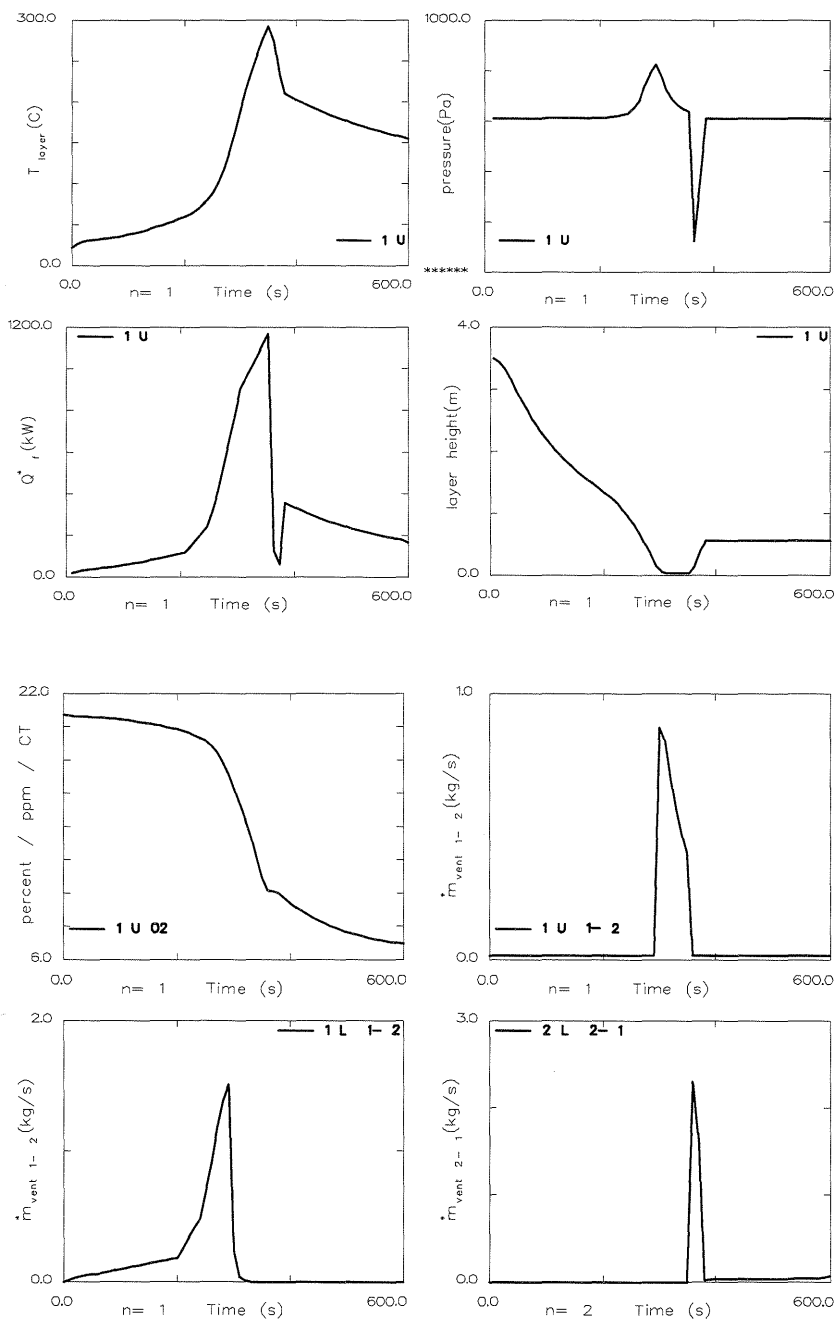 300.0
T layer (C)
1 U
0.0
0.0
600.0
n= 1 Time (s)
1000.0
pressure(Pa)
1 U
******
0.0
600.0
n= 1 Time (s)
1200.0
1 U
Q* f (kW)
0.0
0.0
600.0
n= 1 Time (s)
4.0
1 U
layer height(m)
0.0
0.0
600.0
n= 1 Time (s)
22.0
percent / ppm / CT
1 U O2
6.0
0.0
600.0
n= 1 Time (s)
1.0
*m vent 1- 2 (kg/s)
1 U 1- 2
0.0
0.0
600.0
n= 1 Time (s)
2.0
1 L 1- 2
*m vent 1- 2 (kg/s)
0.0
0.0
600.0
n= 1 Time (s)
3.0
2 L 2- 1
*m vent 2- 1 (kg/s)
0.0
0.0
600.0
n= 2 Time (s)